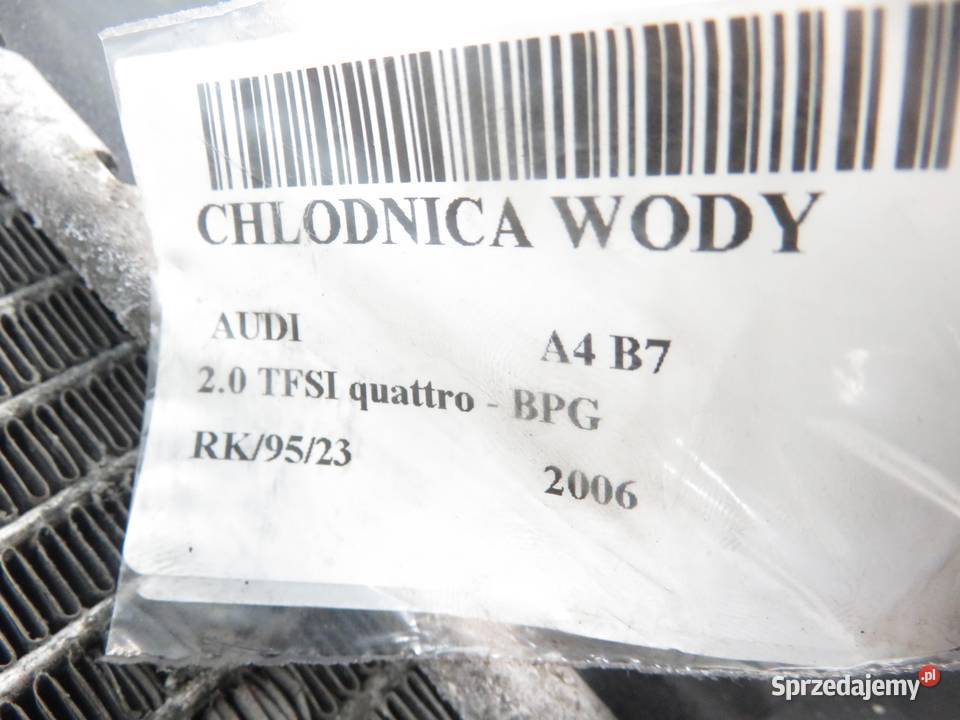 CHLODNICA WODY
AUDI A4 B7
2.0 TFSI quattro - BPG
RK/95/23 2006
Sprzedajemy.pl